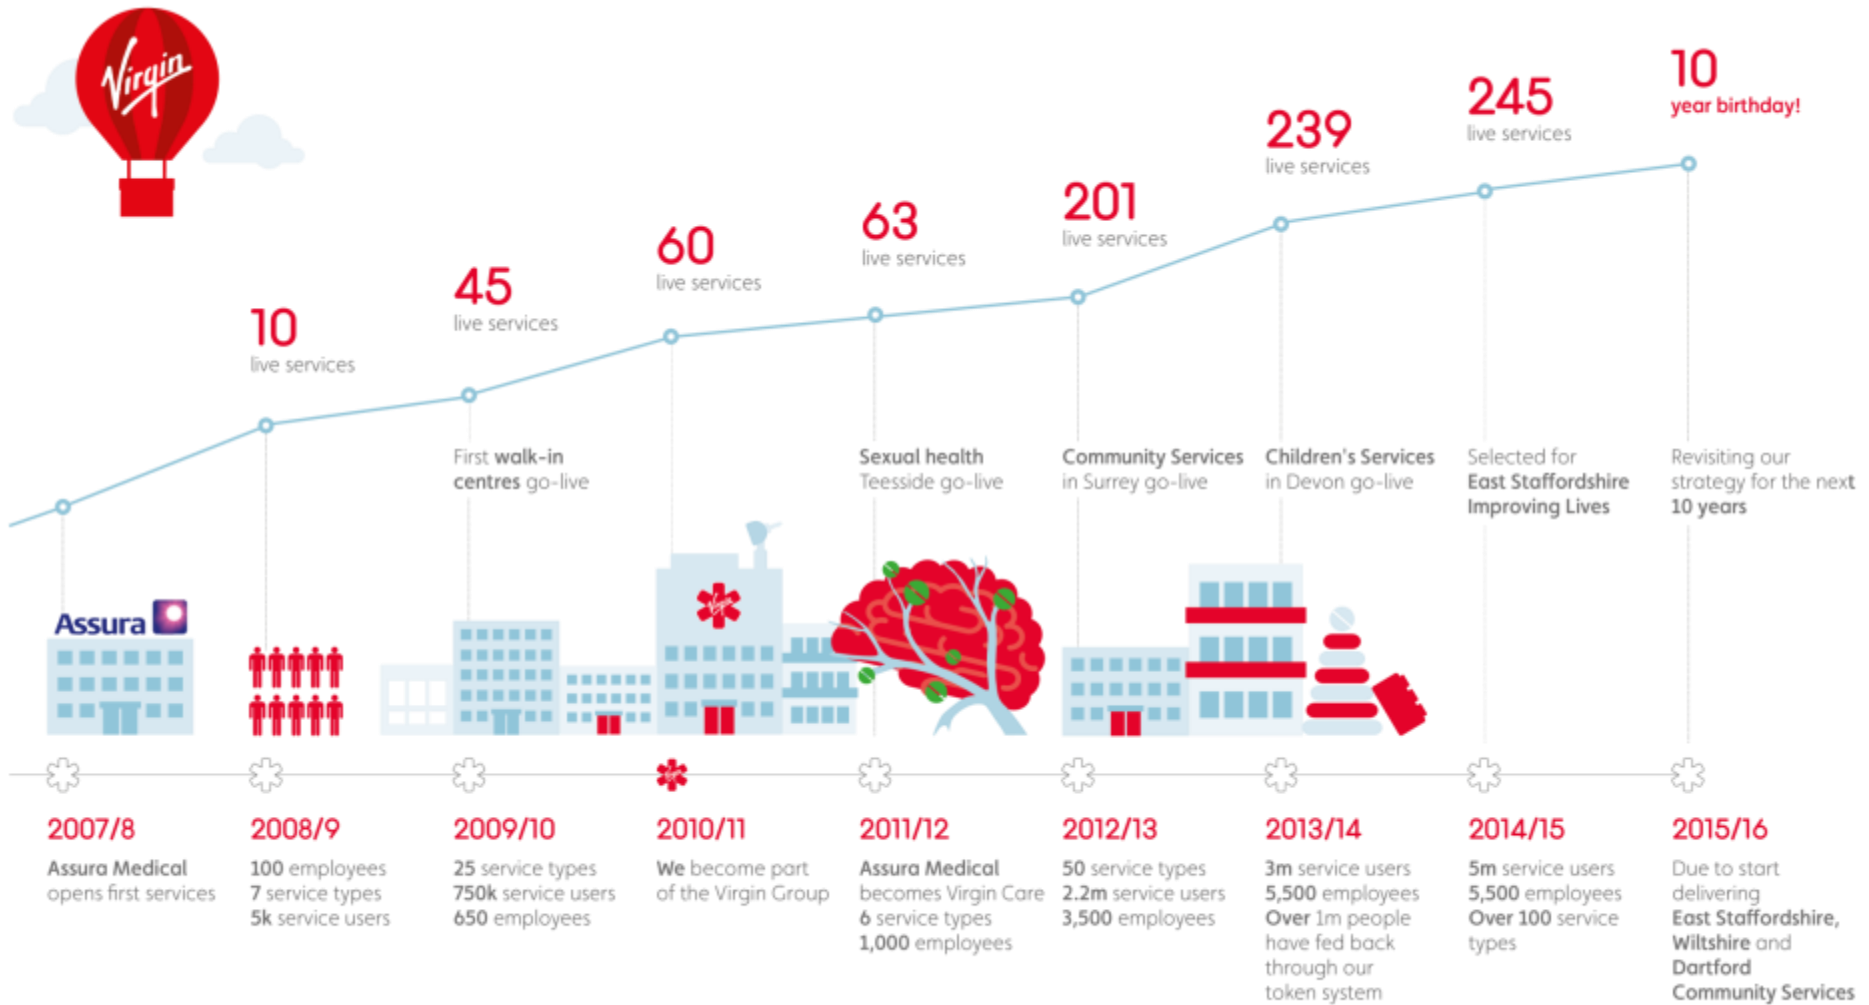 Virgin
10
year birthday!
245
live services
239
live services
201
live services
63
live services
60
live services
45
live services
10
live services
First walk-in
centres go-live
Sexual health
Teesside go-live
Community Services
in Surrey go-live
Children's Services
in Devon go-live
Selected for
East Staffordshire
Improving Lives
Revisiting our
strategy for the next
10 years
Assura
Virgin
2007/8
Assura Medical
opens first services
2008/9
100 employees
7 service types
5k service users
2009/10
25 service types
750k service users
650 employees
2010/11
We become part
of the Virgin Group
2011/12
Assura Medical
becomes Virgin Care
6 service types
1,000 employees
2012/13
50 service types
2.2m service users
3,500 employees
2013/14
3m service users
5,500 employees
Over 1m people
have fed back
through our
token system
2014/15
5m service users
5,500 employees
Over 100 service
types
2015/16
Due to start
delivering
East Staffordshire,
Wiltshire and
Dartford
Community Services